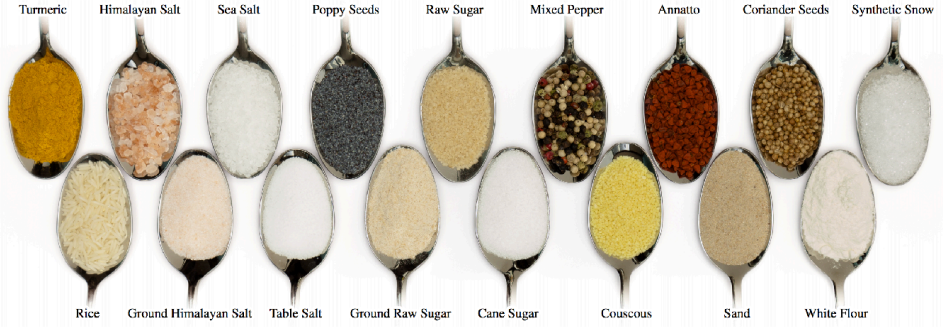 Turmeric
Himalayan Salt
Sea Salt
Poppy Seeds
Raw Sugar
Mixed Pepper
Annatto
Coriander Seeds
Synthetic Snow
Rice
Ground Himalayan Salt
Table Salt
Ground Raw Sugar
Cane Sugar
Couscous
Sand
White Flour